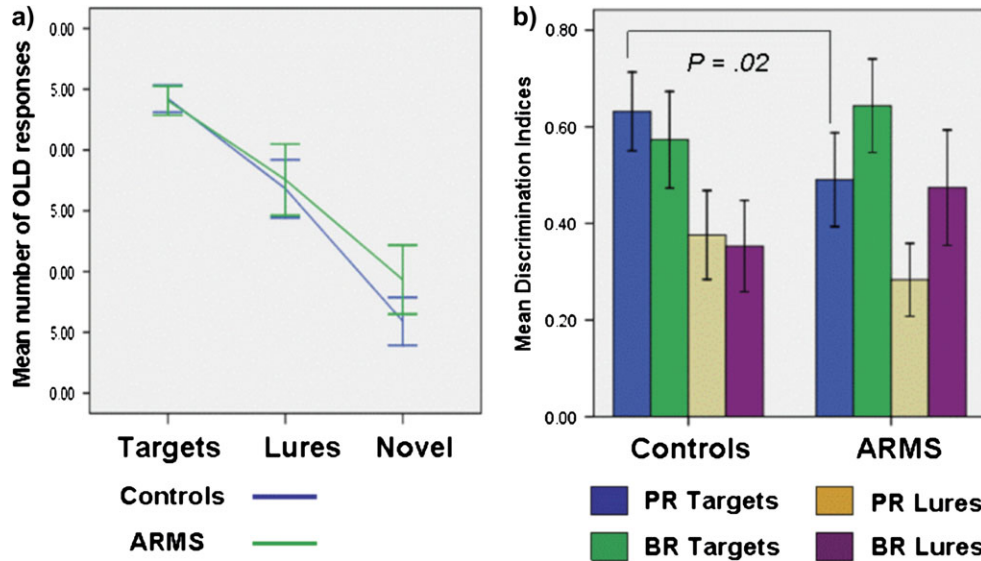 a)
Mean number of OLD responses
0.00
5.00
0.00
5.00
0.00
5.00
0.00
Targets Lures Novel
Controls
ARMS
b)
Mean Discrimination Indices
0.80
0.60
0.40
0.20
0.00
P = .02
Controls ARMS
PR Targets PR Lures
BR Targets BR Lures